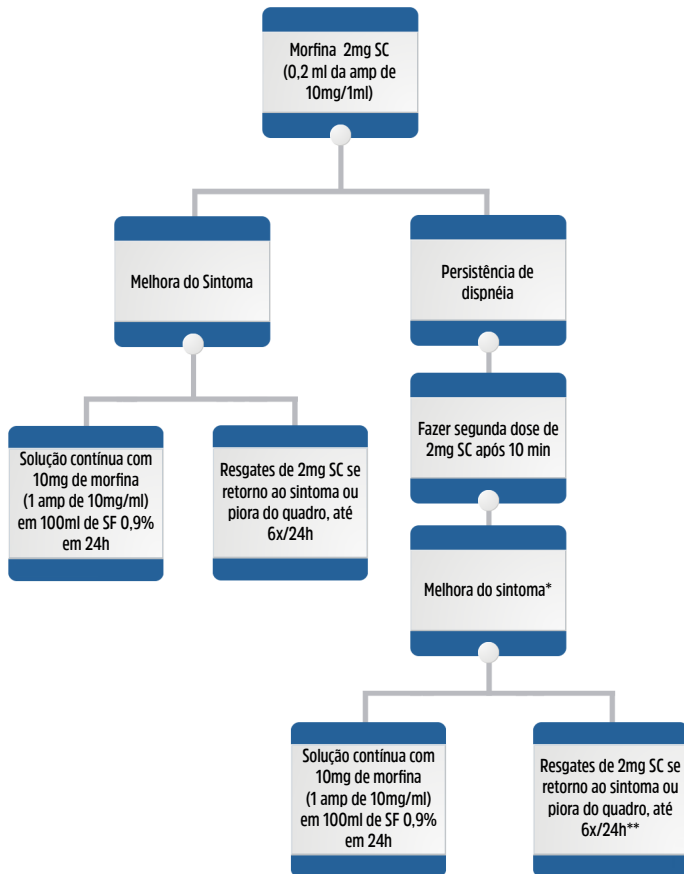 Morfina 2mg SC
(0,2 ml da amp de
10mg/1ml)
Melhora do Sintoma
Persistência de
dispnéia
Solução contínua com
10mg de morfina
(1 amp de 10mg/ml)
em 100ml de SF 0,9%
em 24h
Resgates de 2mg SC se
retorno ao sintoma ou
piora do quadro, até
6x/24h
Fazer segunda dose de
2mg SC após 10 min
Melhora do sintoma*
Solução contínua com
10mg de morfina
(1 amp de 10mg/ml)
em 100ml de SF 0,9%
em 24h
Resgates de 2mg SC se
retorno ao sintoma ou
piora do quadro, até
6x/24h**